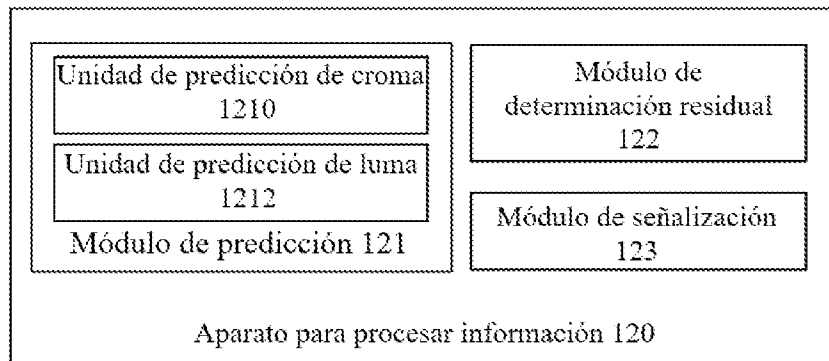 Unidad de predicción de croma
1210
Unidad de predicción de luma
1212
Módulo de predicción 121
Módulo de
determinación residual
122
Módulo de señalización
123
Aparato para procesar información 120